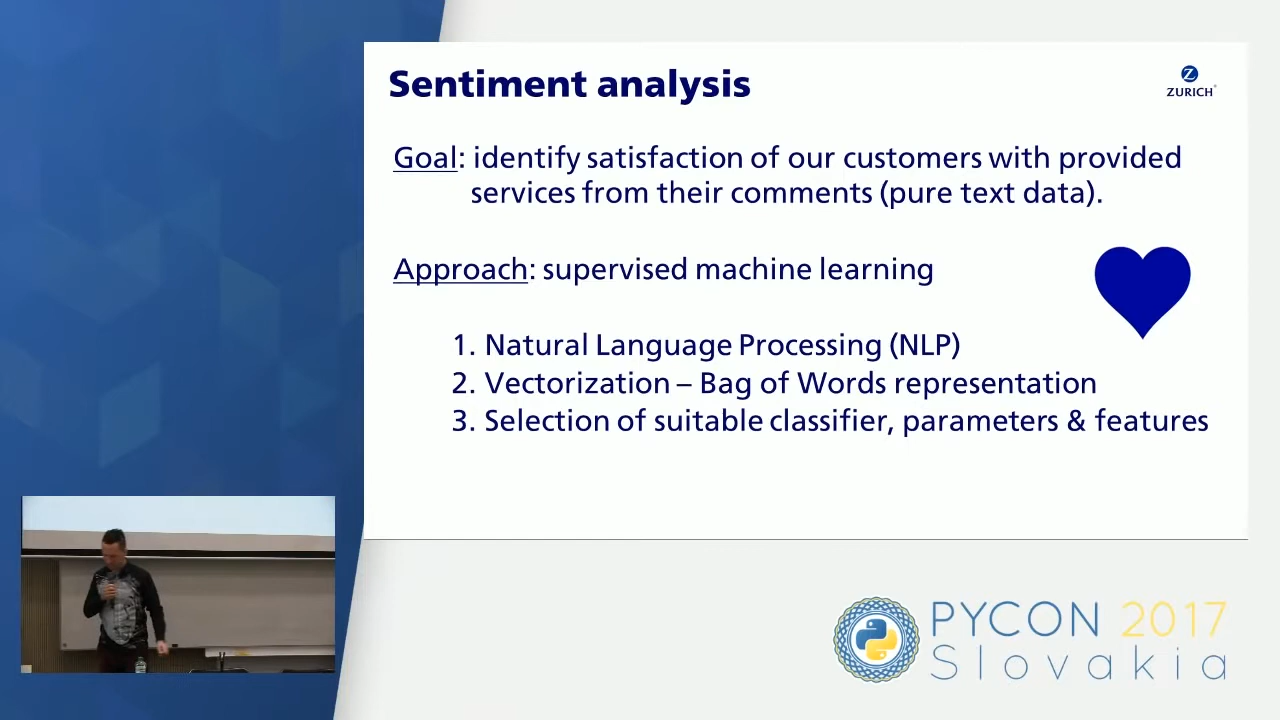 Sentiment analysis
ZURICH
Goal: identify satisfaction of our customers with provided
services from their comments (pure text data).
Approach: supervised machine learning
1. Natural Language Processing (NLP)
2. Vectorization – Bag of Words representation
3. Selection of suitable classifier, parameters & features
PYCON 2017
Slovakia